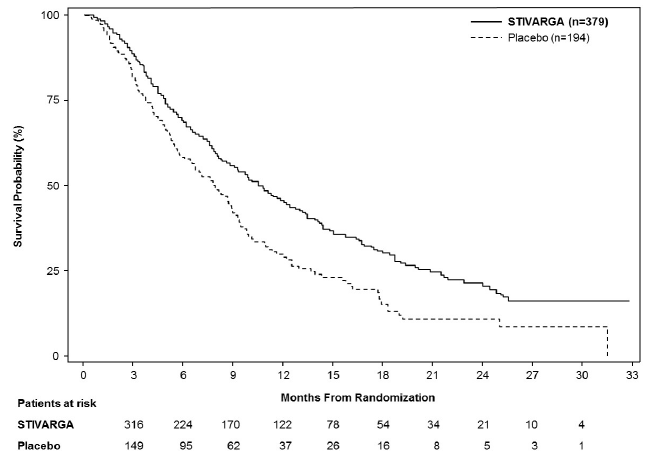 100
75
50
25
0
Survival Probability (%)
STIVARGA (n=379)
Placebo (n=194)
0 3 6 9 12 15 18 21 24 27 30 33
Months From Randomization
Patients at risk
STIVARGA 316 224 170 122 78 54 34 21 10 4
Placebo 149 95 62 37 26 16 8 5 3 1